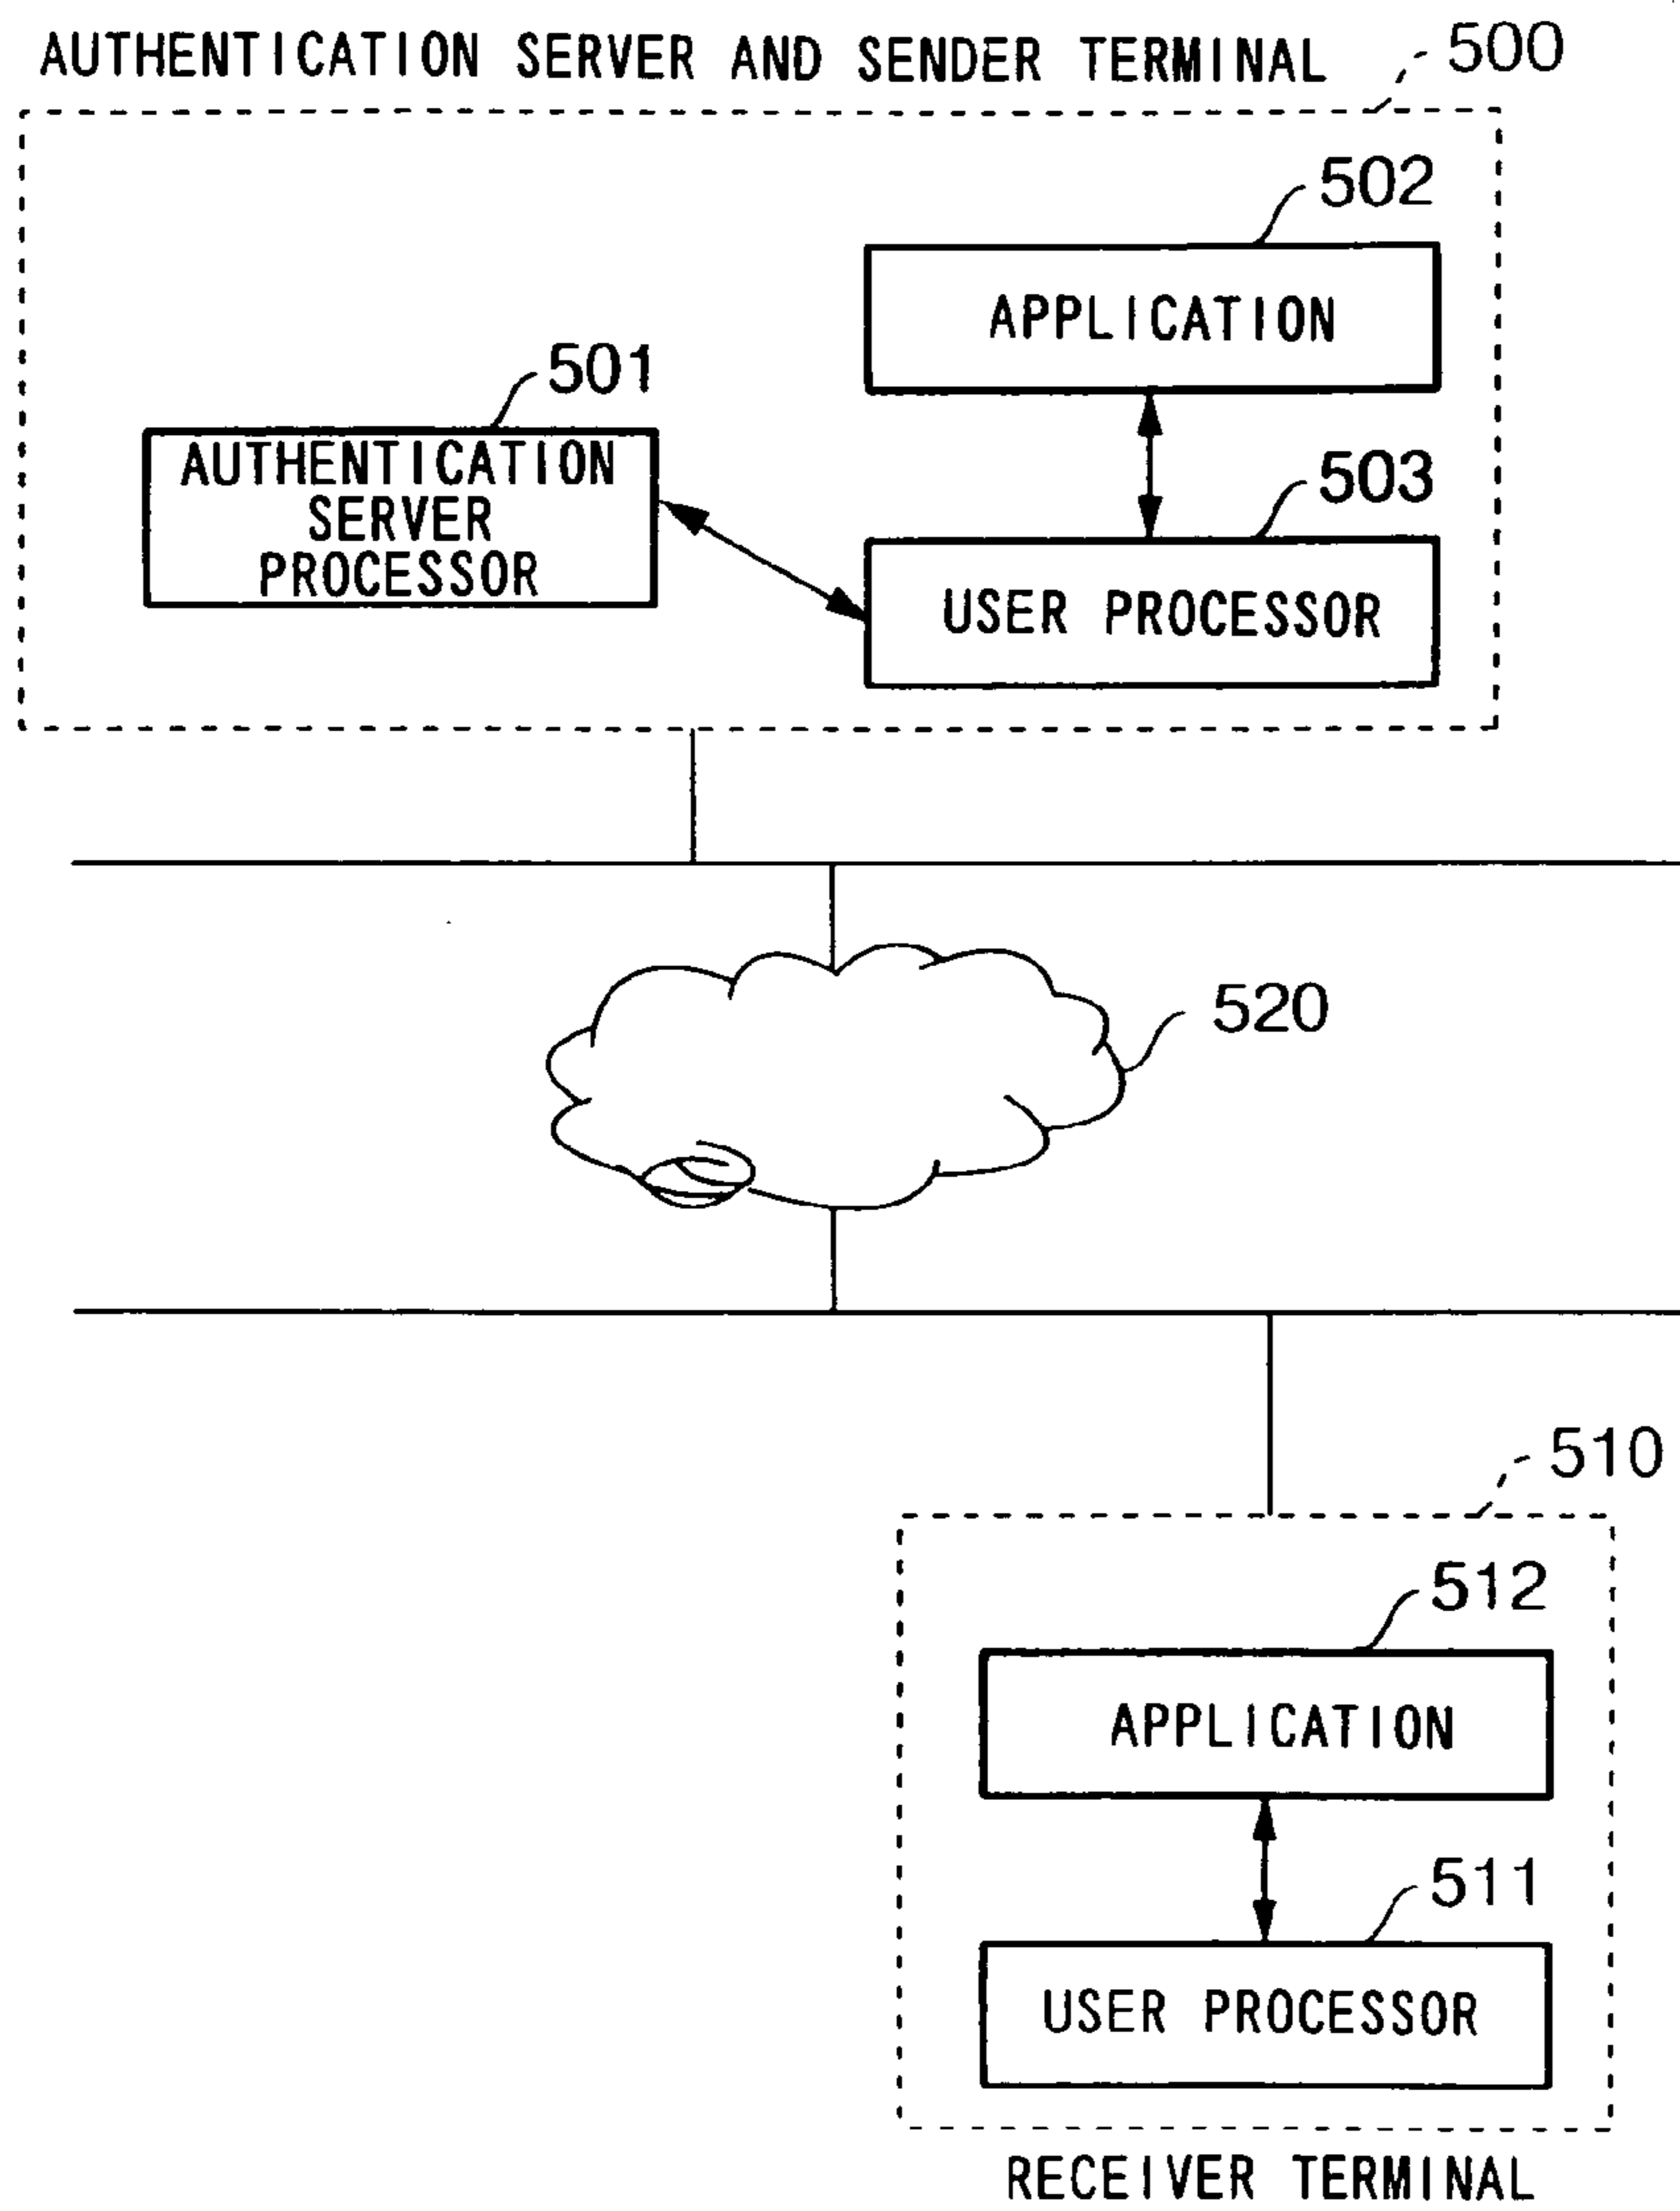 AUTHENTICATION SERVER AND SENDER TERMINAL
500
502
APPLICATION
501
AUTHENTICATION
SERVER
PROCESSOR
503
USER PROCESSOR
520
510
512
APPLICATION
511
USER PROCESSOR
RECEIVER TERMINAL